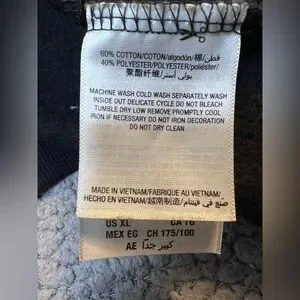 60% COTTON/COTON/algodón/棉/قطن
40% POLYESTER/POLYESTER/poliéster/
聚酯纤维/بولي أستر
MACHINE WASH COLD WASH SEPARATELY WASH
INSIDE OUT DELICATE CYCLE DO NOT BLEACH
TUMBLE DRY LOW REMOVE PROMPTLY COOL
IRON IF NECESSARY DO NOT IRON DECORATION
DO NOT DRY CLEAN
MADE IN VIETNAM/FABRIQUE AU VIETNAM/
HECHO EN VIETNAM/越南制造/صنع في فيتنام
US XL CA TG
MEX EG CH 175/100
AE كبير جداً